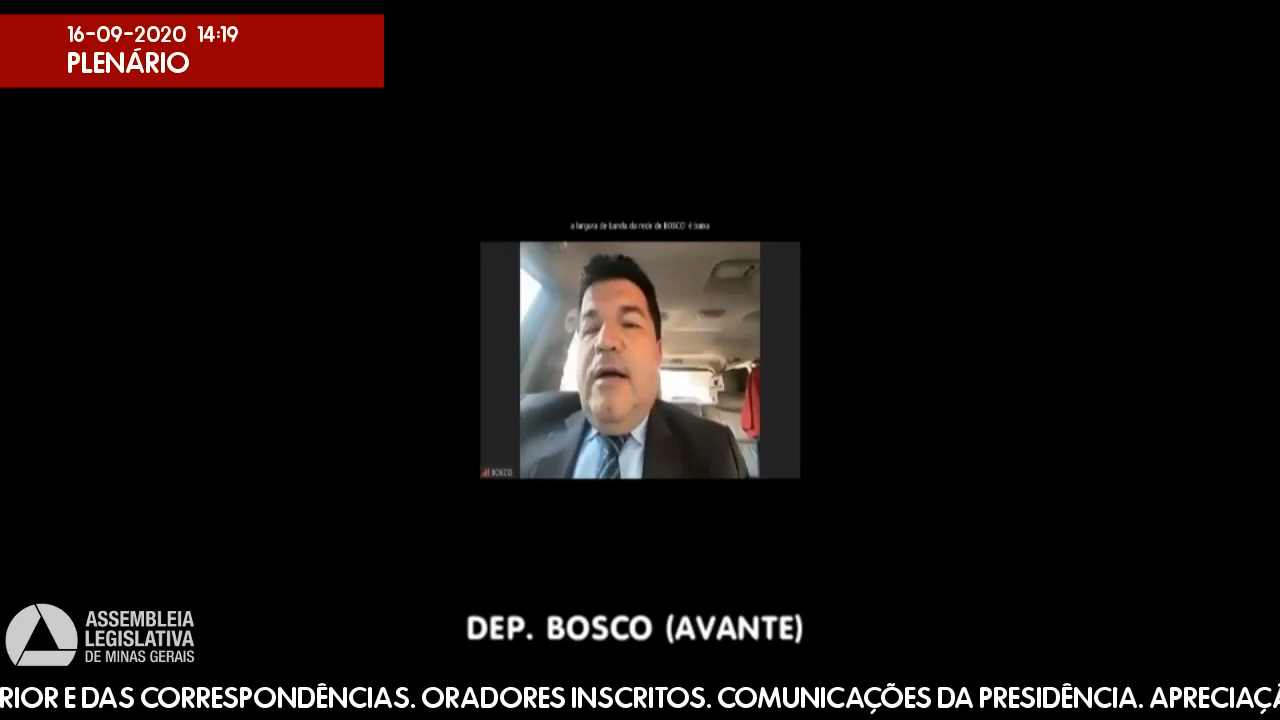 16-09-2020 14:19
PLENÁRIO
a largura de banda da rede de BOSCO é baixa
BOSCO
DEP. BOSCO (AVANTE)
ASSEMBLEIA
LEGISLATIVA
DE MINAS GERAIS
RIOR E DAS CORRESPONDÊNCIAS. ORADORES INSCRITOS. COMUNICAÇÕES DA PRESIDÊNCIA. APRECIAÇÃ